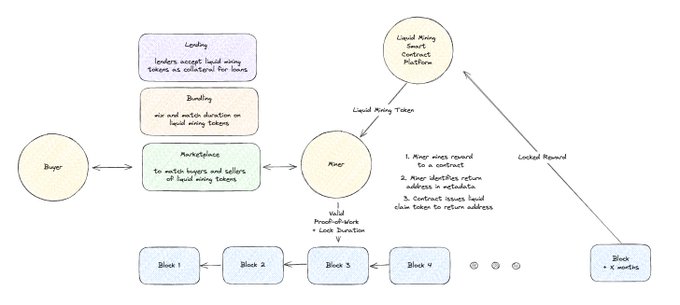 Lending
lenders accept liquid mining
tokens as collateral for loans
Liquid Mining
Smart
Contract
Platform
Bundling
mix and match duration on
liquid mining tokens
Liquid Mining Token
Buyer
Marketplace
to match buyers and sellers
of liquid mining tokens
Miner
1. Miner mines reward
to a contract
2. Miner identifies return
address in metadata
3. Contract issues liquid
claim token to return address
Locked Reward
Valid
Proof-of-Work
+ Lock Duration
Block 1
Block 2
Block 3
Block 4
Block
+ X months